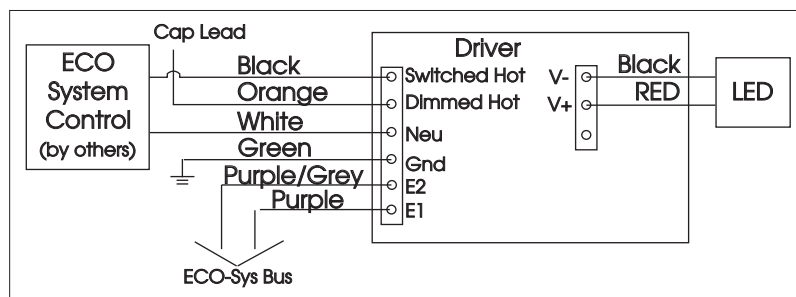 Cap Lead
ECO
System
Control
(by others)
Black
Orange
White
Green
Purple/Grey
Purple
Driver
Switched Hot
Dimmed Hot
Neu
Gnd
E2
E1
V-
V+
Black
RED
LED
ECO-Sys Bus